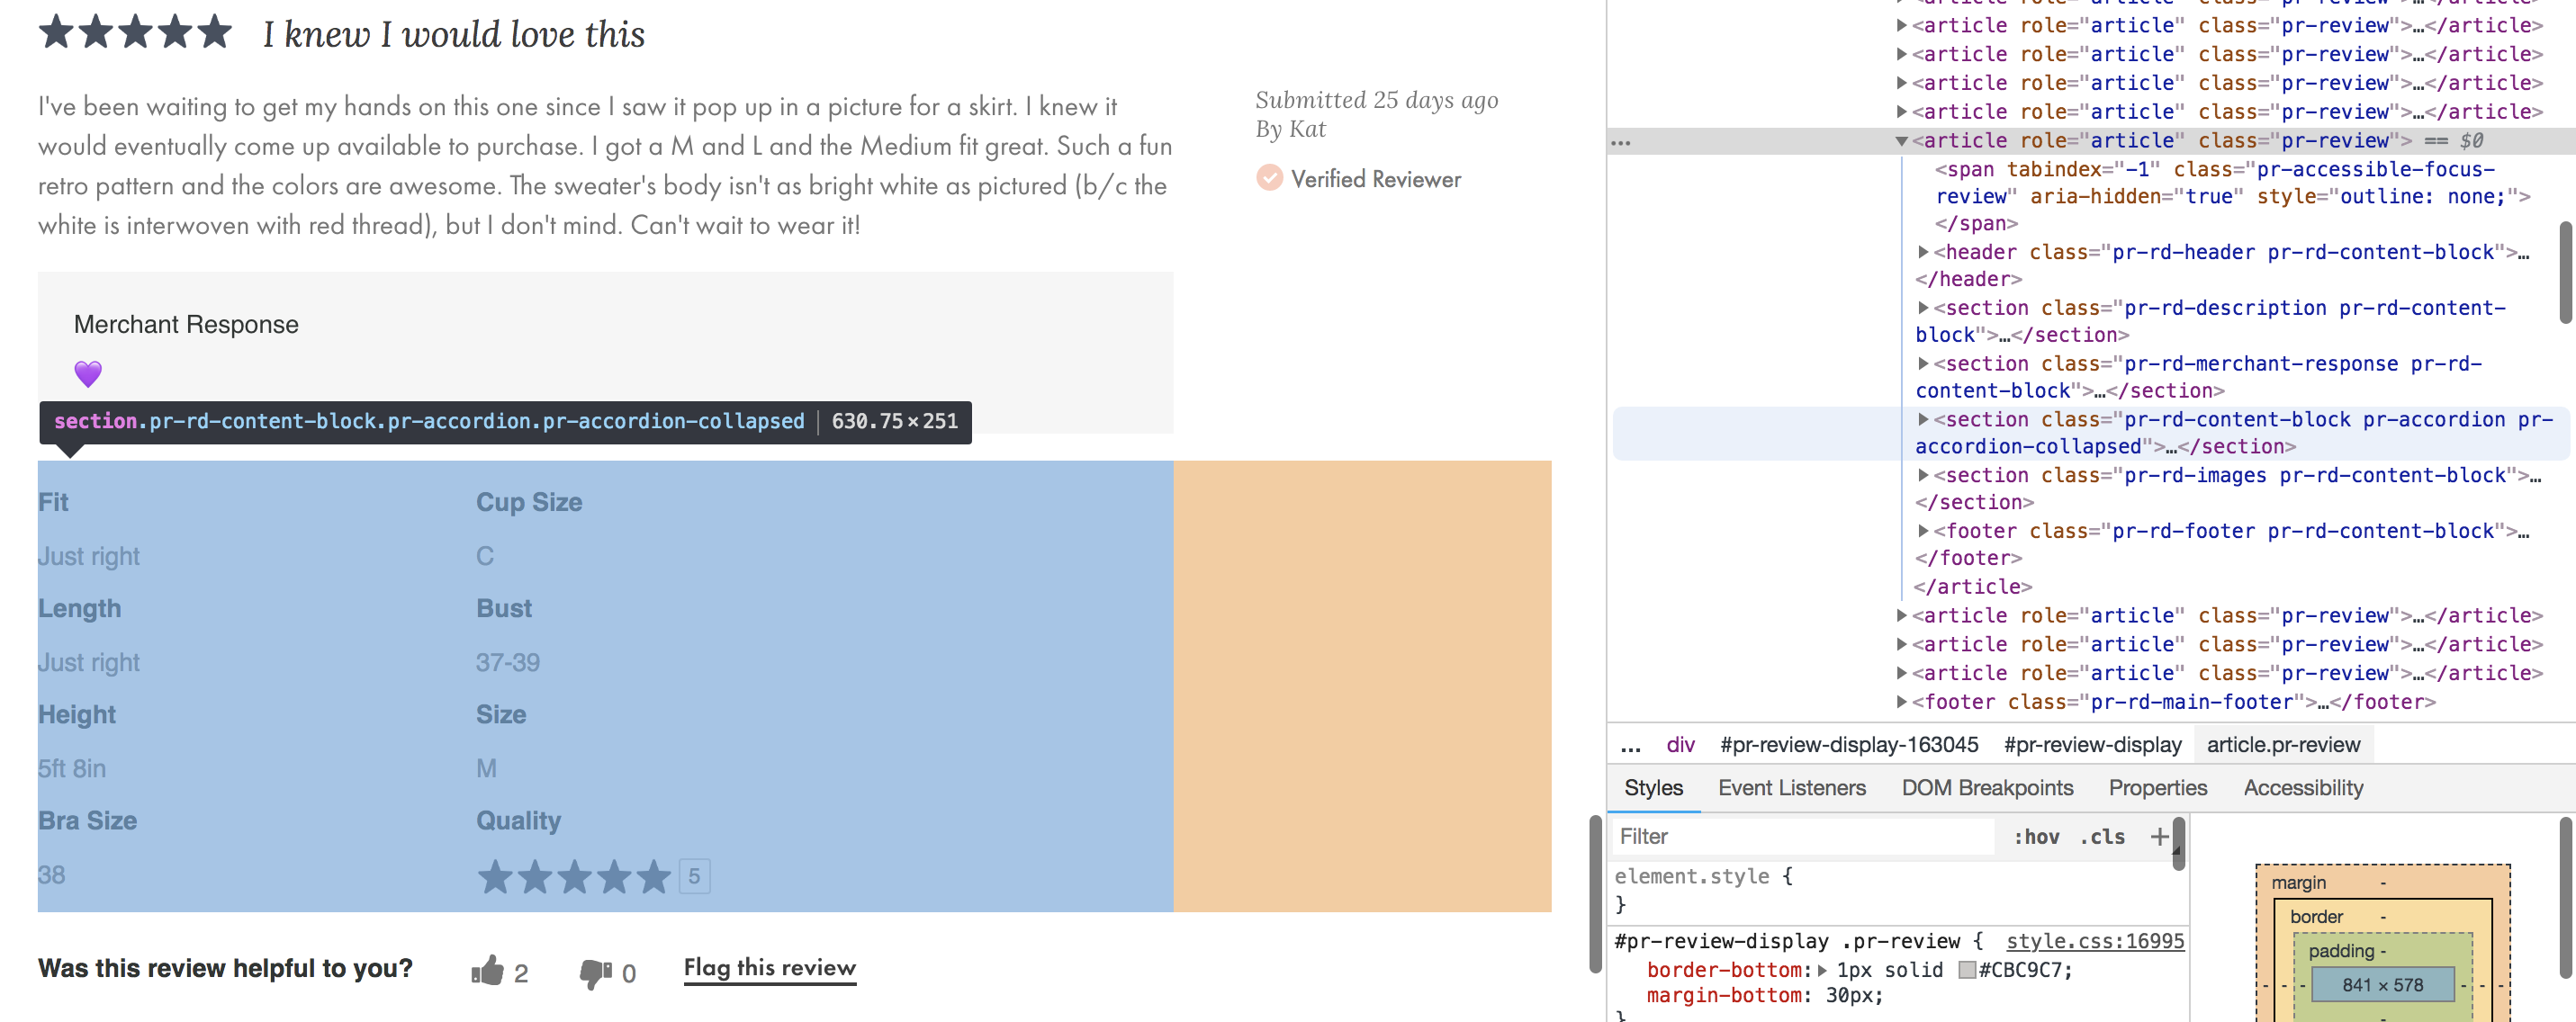 I knew I would love this
I've been waiting to get my hands on this one since I saw it pop up in a picture for a skirt. I knew it
would eventually come up available to purchase. I got a M and L and the Medium fit great. Such a fun
retro pattern and the colors are awesome. The sweater's body isn't as bright white as pictured (b/c the
white is interwoven with red thread), but I don't mind. Can't wait to wear it!
Submitted 25 days ago
By Kat
Verified Reviewer
Merchant Response
💜
section.pr-rd-content-block.pr-accordion.pr-accordion-collapsed | 630.75×251
Fit
Just right
Length
Just right
Height
5ft 8in
Bra Size
38
Cup Size
C
Bust
37-39
Size
M
Quality
5
Was this review helpful to you? 2 0 Flag this review
<article role="article" class="pr-review">…</article>
<article role="article" class="pr-review">…</article>
<article role="article" class="pr-review">…</article>
<article role="article" class="pr-review">…</article>
<article role="article" class="pr-review">…</article>
… <article role="article" class="pr-review"> == $0
<span tabindex="-1" class="pr-accessible-focus-
review" aria-hidden="true" style="outline: none;">
</span>
<header class="pr-rd-header pr-rd-content-block">…
</header>
<section class="pr-rd-description pr-rd-content-
block">…</section>
<section class="pr-rd-merchant-response pr-rd-
content-block">…</section>
<section class="pr-rd-content-block pr-accordion pr-
accordion-collapsed">…</section>
<section class="pr-rd-images pr-rd-content-block">…
</section>
<footer class="pr-rd-footer pr-rd-content-block">…
</footer>
</article>
<article role="article" class="pr-review">…</article>
<article role="article" class="pr-review">…</article>
<article role="article" class="pr-review">…</article>
<footer class="pr-rd-main-footer">…</footer>
… div #pr-review-display-163045 #pr-review-display article.pr-review
Styles Event Listeners DOM Breakpoints Properties Accessibility
Filter :hov .cls +
element.style {
}
#pr-review-display .pr-review { style.css:16995
border-bottom: 1px solid #CBC9C7;
margin-bottom: 30px;
}
margin -
border -
padding -
- - - 841 × 578 - - -
-